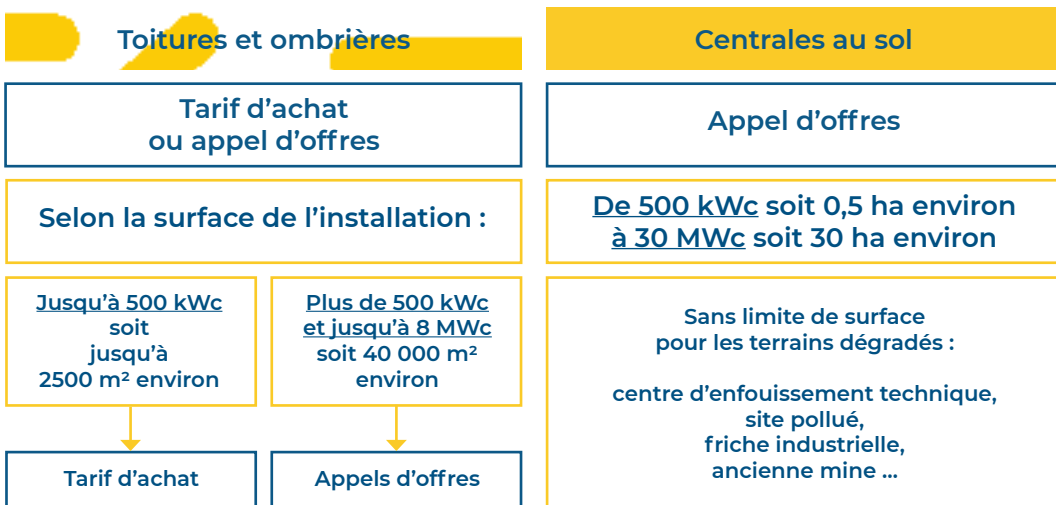 Toitures et ombrières
Tarif d'achat
ou appel d'offres
Selon la surface de l'installation :
Jusqu'à 500 kWc
soit
jusqu'à
2500 m² environ
Plus de 500 kWc
et jusqu'à 8 MWc
soit 40 000 m²
environ
Tarif d'achat
Appels d'offres
Centrales au sol
Appel d'offres
De 500 kWc soit 0,5 ha environ
à 30 MWc soit 30 ha environ
Sans limite de surface
pour les terrains dégradés :
centre d'enfouissement technique,
site pollué,
friche industrielle,
ancienne mine ...